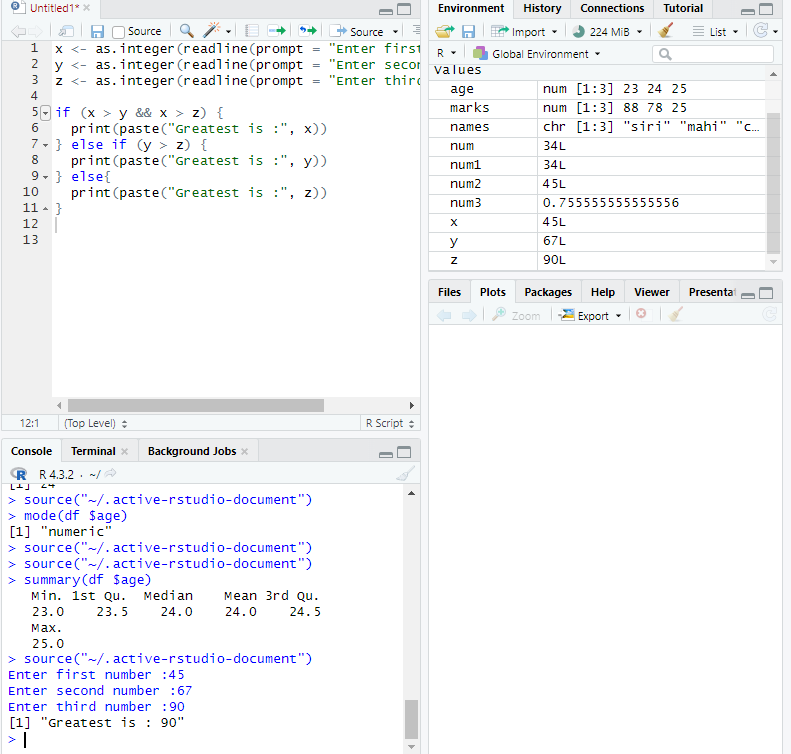 Untitled1*
Source
Source
1 x <- as.integer(readline(prompt = "Enter first
2 y <- as.integer(readline(prompt = "Enter secon
3 z <- as.integer(readline(prompt = "Enter third
4
5 if (x > y && x > z) {
6 print(paste("Greatest is :", x))
7 } else if (y > z) {
8 print(paste("Greatest is :", y))
9 } else{
10 print(paste("Greatest is :", z))
11 }
12
13
12:1 (Top Level) R Script
Console Terminal Background Jobs
R R 4.3.2 · ~/
[1] 24
> source("~/.active-rstudio-document")
> mode(df $age)
[1] "numeric"
> source("~/.active-rstudio-document")
> source("~/.active-rstudio-document")
> summary(df $age)
Min. 1st Qu. Median Mean 3rd Qu.
23.0 23.5 24.0 24.0 24.5
Max.
25.0
> source("~/.active-rstudio-document")
Enter first number :45
Enter second number :67
Enter third number :90
[1] "Greatest is : 90"
>
Environment History Connections Tutorial
Import 224 MiB List
R Global Environment
Values
age num [1:3] 23 24 25
marks num [1:3] 88 78 25
names chr [1:3] "siri" "mahi" "c…
num 34L
num1 34L
num2 45L
num3 0.755555555555556
x 45L
y 67L
z 90L
Files Plots Packages Help Viewer Presenta
Zoom Export